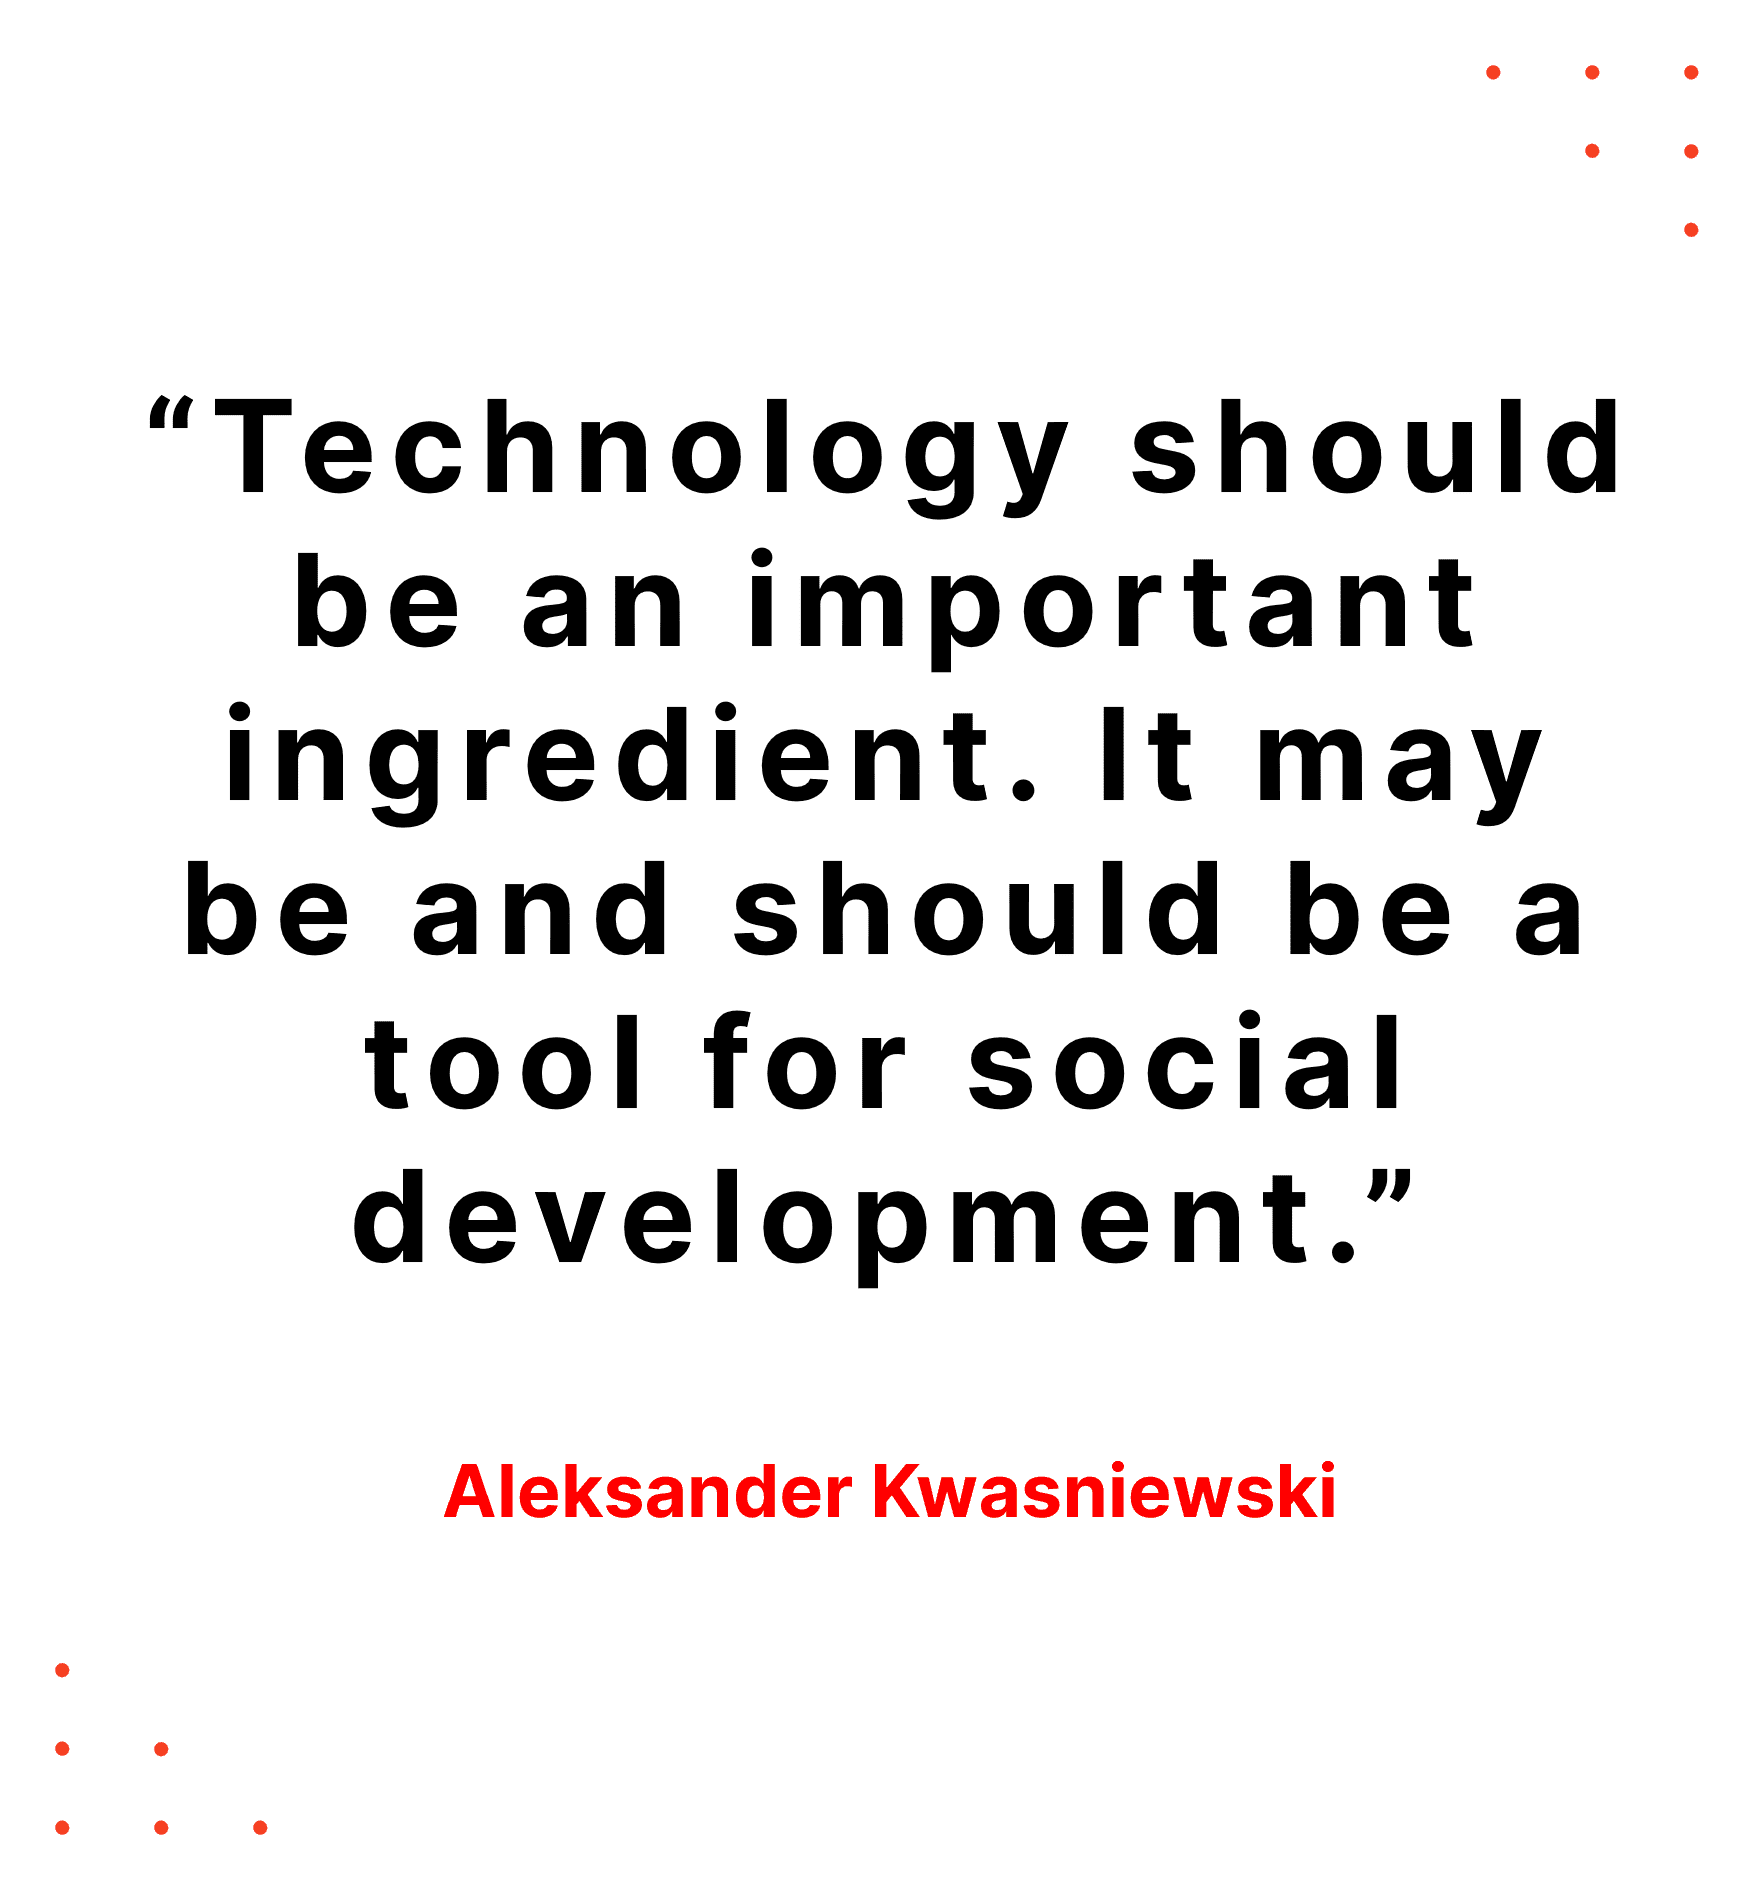 “Technology should
be an important
ingredient. It may
be and should be a
tool for social
development.”
Aleksander Kwasniewski